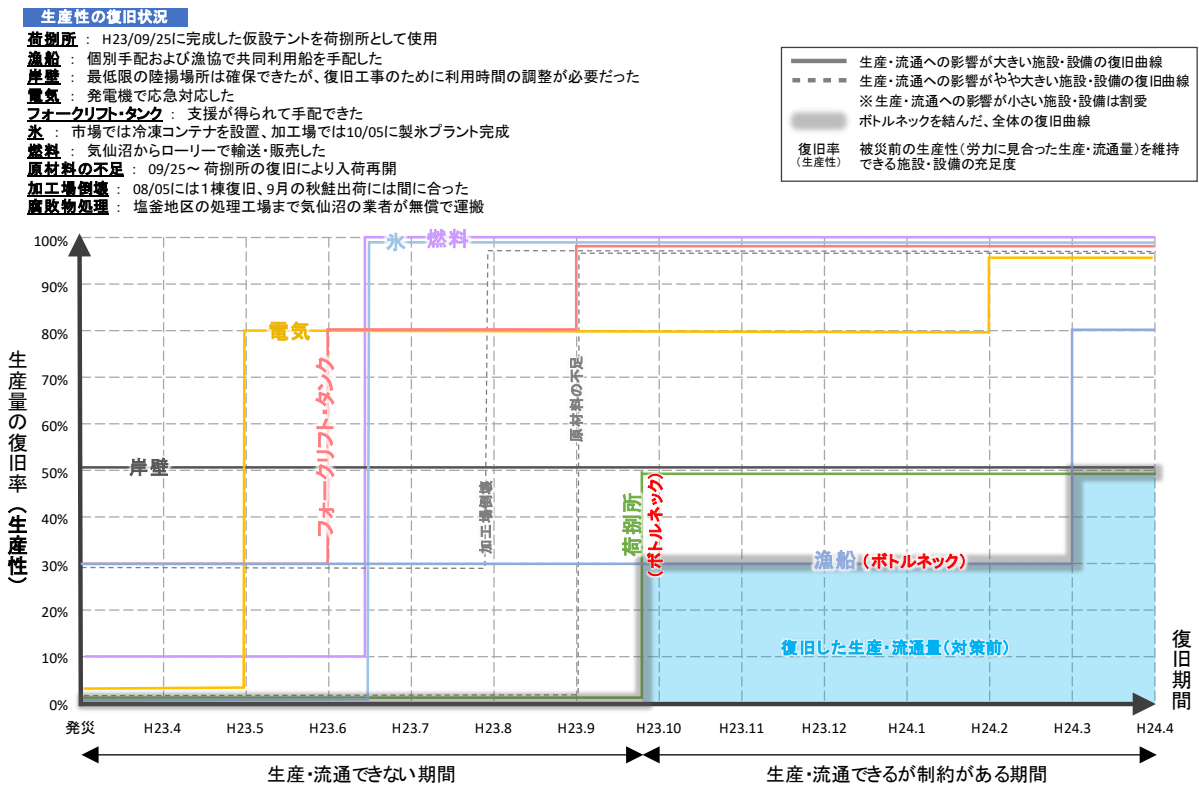 生産性の復旧状況
荷捌所 ： H23/09/25に完成した仮設テントを荷捌所として使用
漁船 ： 個別手配および漁協で共同利用船を手配した
岸壁 ： 最低限の陸揚場所は確保できたが、復旧工事のために利用時間の調整が必要だった
電気 ： 発電機で応急対応した
フォークリフト・タンク ： 支援が得られて手配できた
氷 ： 市場では冷凍コンテナを設置、加工場では10/05に製氷プラント完成
燃料 ： 気仙沼からローリーで輸送・販売した
原材料の不足 ： 09/25～ 荷捌所の復旧により入荷再開
加工場倒壊 ： 08/05には1棟復旧、9月の秋鮭出荷には間に合った
腐敗物処理 ： 塩釜地区の処理工場まで気仙沼の業者が無償で運搬
生産・流通への影響が大きい施設・設備の復旧曲線
生産・流通への影響がやや大きい施設・設備の復旧曲線
※生産・流通への影響が小さい施設・設備は割愛
ボトルネックを結んだ、全体の復旧曲線
復旧率
（生産性）
被災前の生産性（労力に見合った生産・流通量）を維持
できる施設・設備の充足度
生産量の復旧率（生産性）
100%
90%
80%
70%
60%
50%
40%
30%
20%
10%
0%
氷
燃料
電気
フォークリフト・タンク
岸壁
加工場倒壊
原材料の不足
荷捌所
（ボトルネック）
漁船（ボトルネック）
復旧した生産・流通量（対策前）
復旧期間
発災
H23.4
H23.5
H23.6
H23.7
H23.8
H23.9
H23.10
H23.11
H23.12
H24.1
H24.2
H24.3
H24.4
生産・流通できない期間
生産・流通できるが制約がある期間